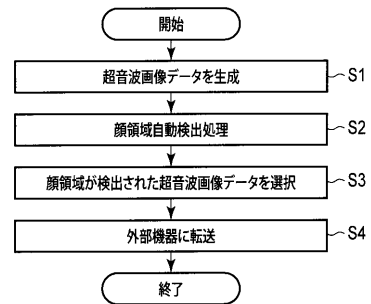 開始
超音波画像データを生成 S1
顔領域自動検出処理 S2
顔領域が検出された超音波画像データを選択 S3
外部機器に転送 S4
終了